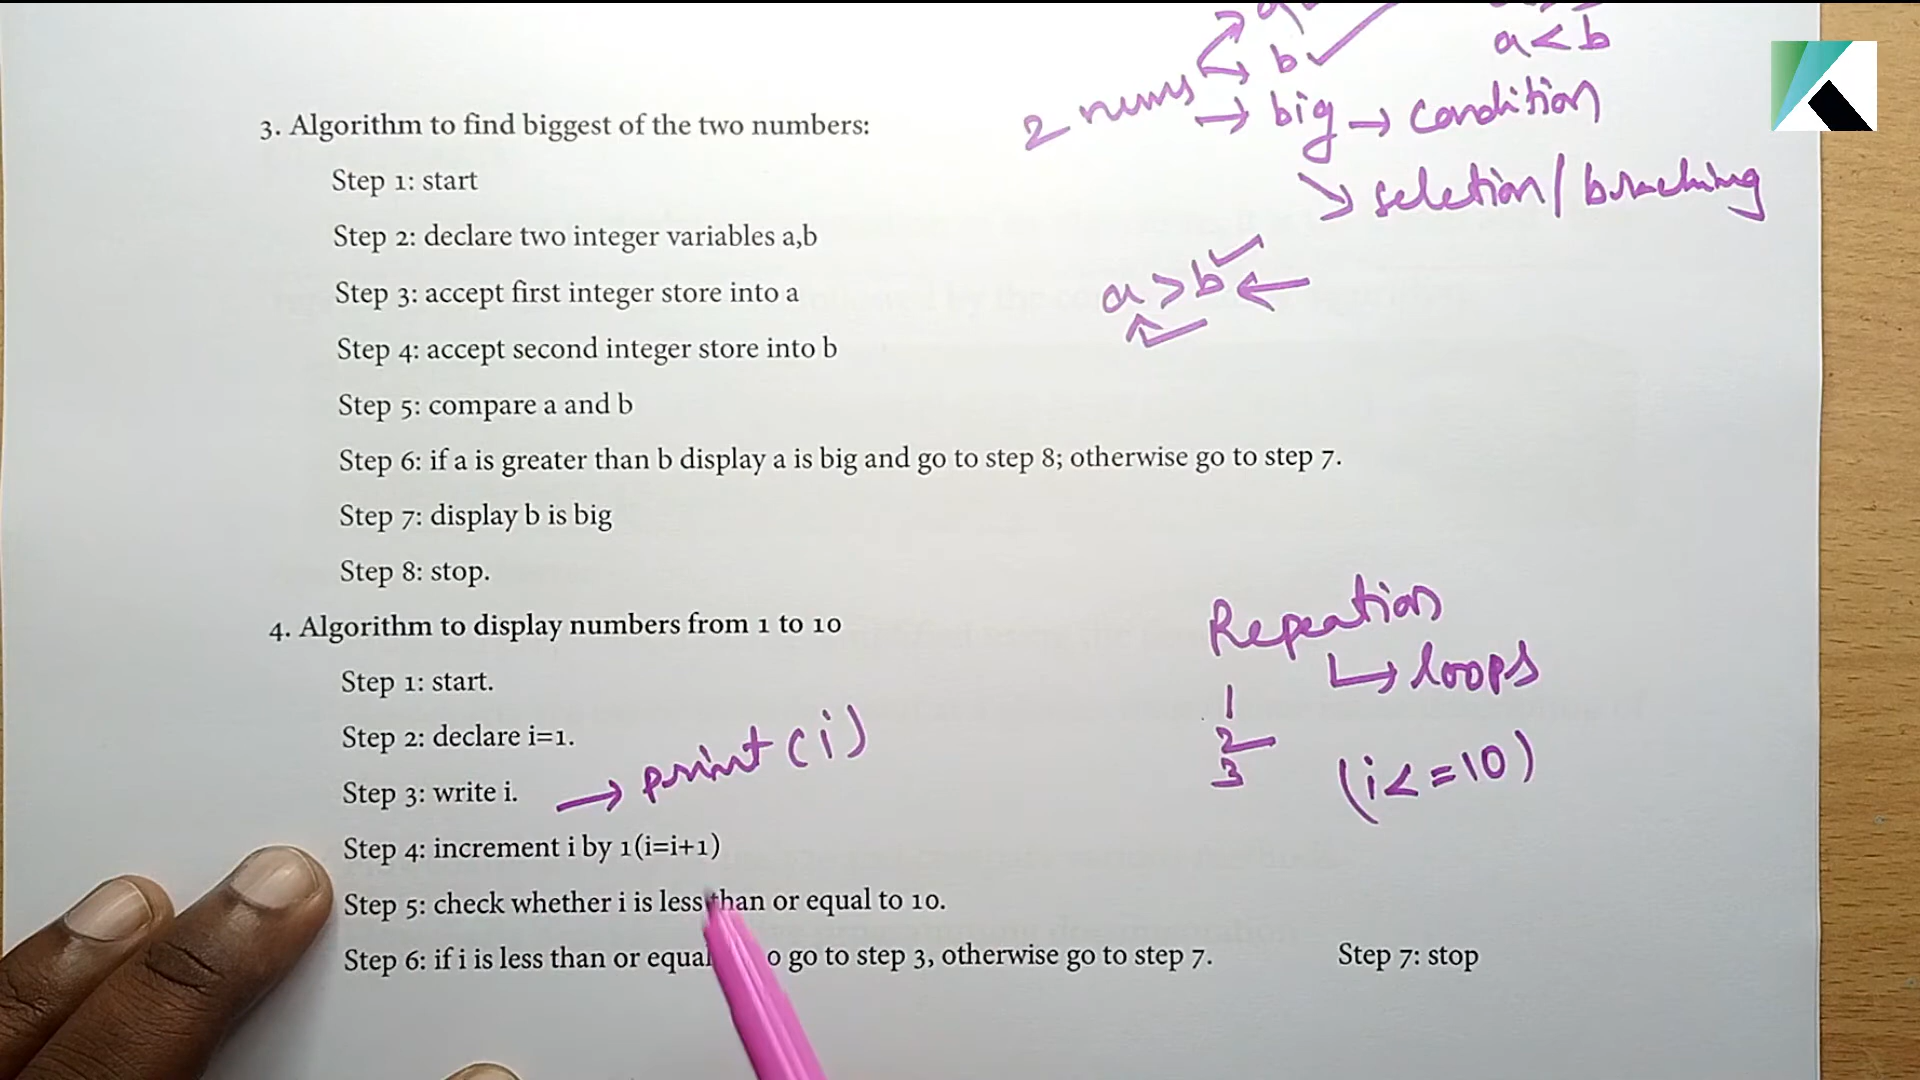 b
a<b
2 nums → big → condition
selection/ branching
3. Algorithm to find biggest of the two numbers:
Step 1: start
Step 2: declare two integer variables a,b
Step 3: accept first integer store into a
a>b
Step 4: accept second integer store into b
Step 5: compare a and b
Step 6: if a is greater than b display a is big and go to step 8; otherwise go to step 7.
Step 7: display b is big
Step 8: stop.
4. Algorithm to display numbers from 1 to 10
Repeation
loops
Step 1: start.
Step 2: declare i=1.
1
2
3
(i<=10)
Step 3: write i. → print(i)
Step 4: increment i by 1(i=i+1)
Step 5: check whether i is less than or equal to 10.
Step 6: if i is less than or equal go to step 3, otherwise go to step 7. Step 7: stop